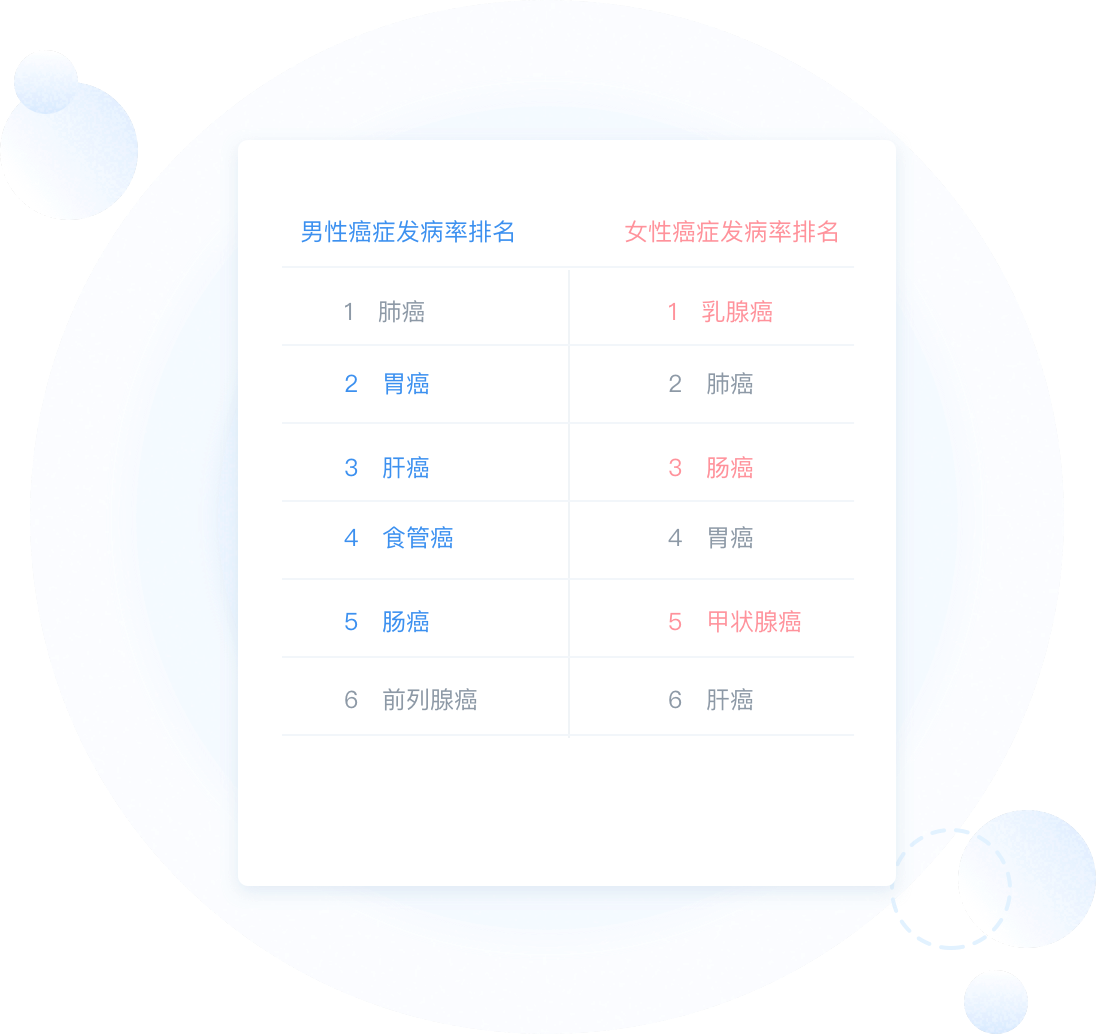 男性癌症发病率排名 女性癌症发病率排名
1 肺癌 1 乳腺癌
2 胃癌 2 肺癌
3 肝癌 3 肠癌
4 食管癌 4 胃癌
5 肠癌 5 甲状腺癌
6 前列腺癌 6 肝癌